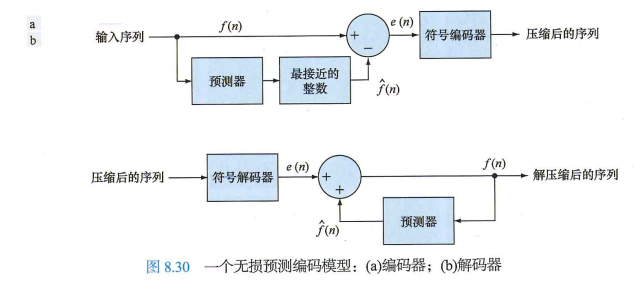 a
b
输入序列
f(n)
+
−
e(n)
符号编码器
压缩后的序列
预测器
最接近的
整数
f̂(n)
压缩后的序列
符号解码器
e(n)
+
+
f(n)
解压缩后的序列
f̂(n)
预测器
图 8.30 一个无损预测编码模型：(a)编码器；(b)解码器